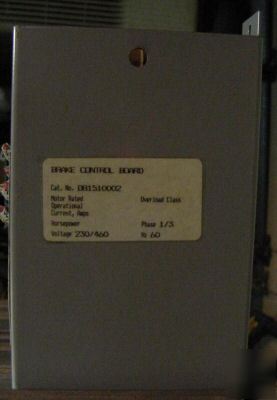 BRAKE CONTROL BOARD
Cat. No. DB1510002
Motor Rated Overload Class
Operational
Current, Amps
Horsepower Phase 1/3
Voltage 230/460 Hz 60